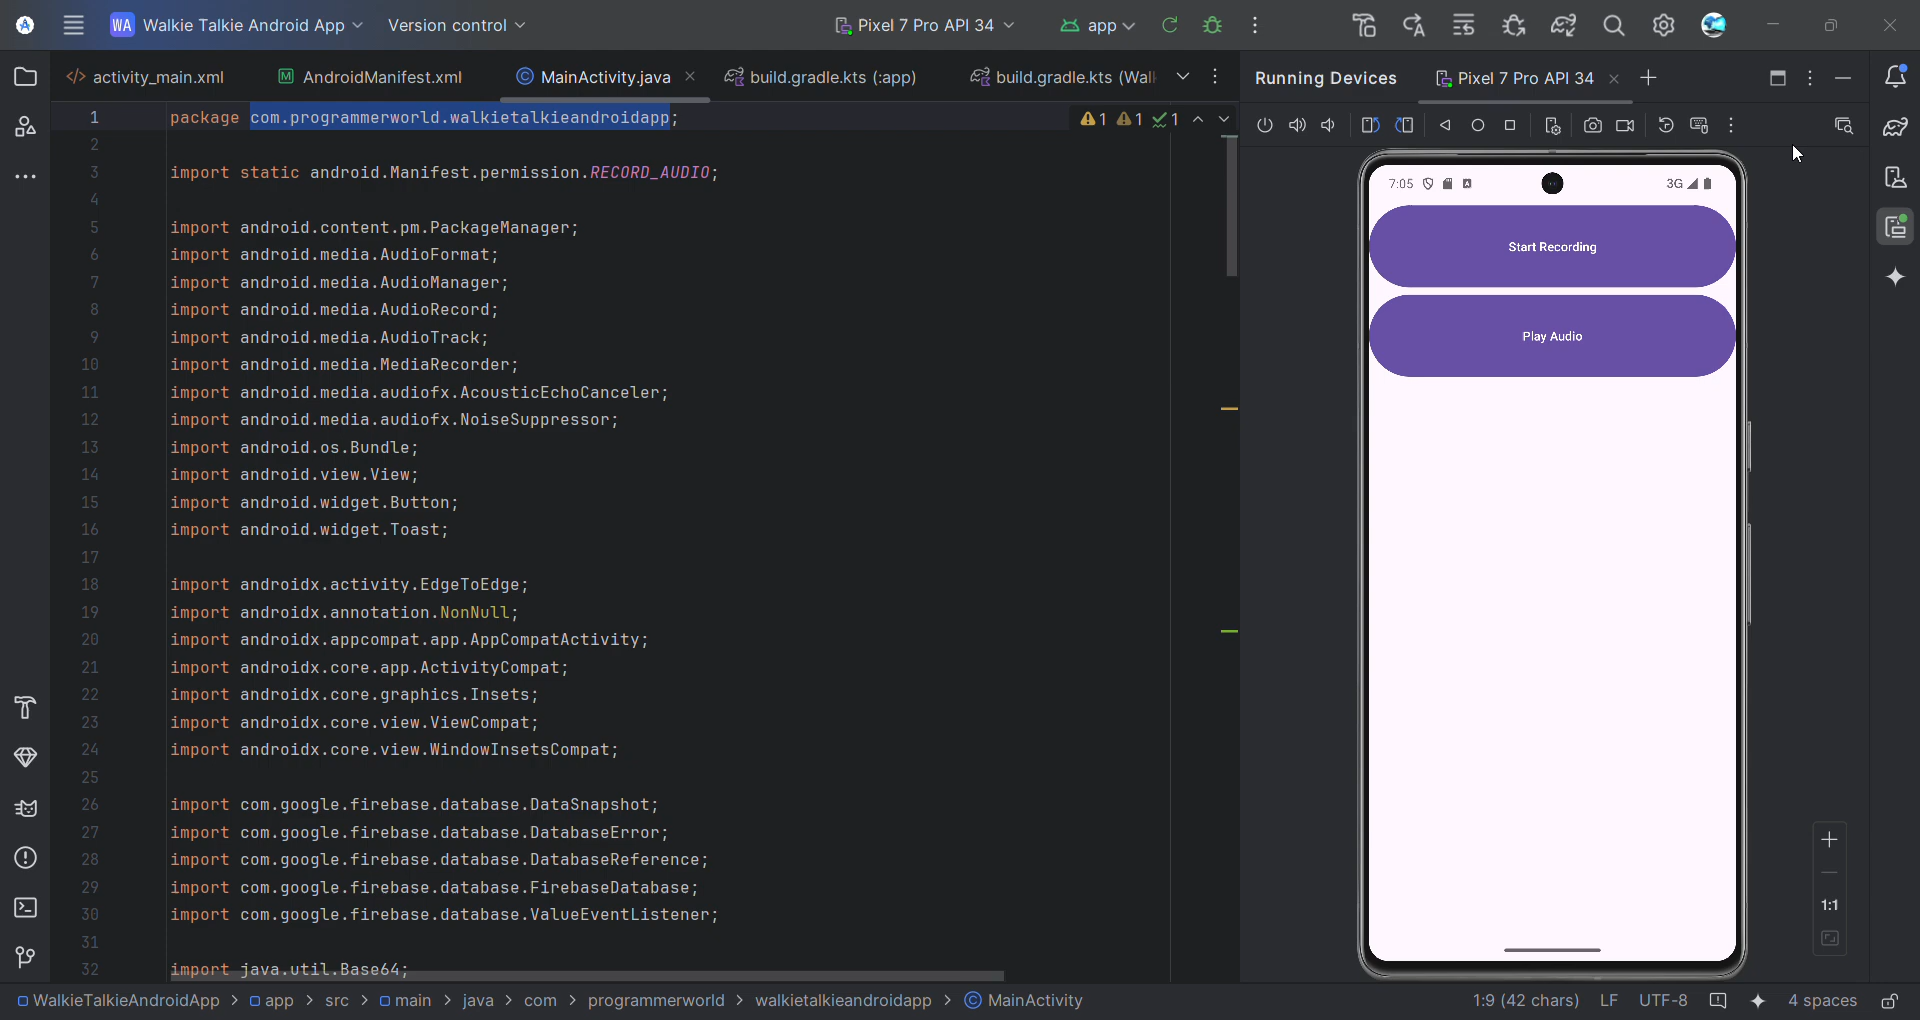 WA Walkie Talkie Android App Version control Pixel 7 Pro API 34 app
activity_main.xml AndroidManifest.xml MainActivity.java build.gradle.kts (:app) build.gradle.kts (Wal
Running Devices Pixel 7 Pro API 34
1 package com.programmerworld.walkietalkieandroidapp;
1 1 1
2
3 import static android.Manifest.permission.RECORD_AUDIO;
4
5 import android.content.pm.PackageManager;
6 import android.media.AudioFormat;
7 import android.media.AudioManager;
8 import android.media.AudioRecord;
9 import android.media.AudioTrack;
10 import android.media.MediaRecorder;
11 import android.media.audiofx.AcousticEchoCanceler;
12 import android.media.audiofx.NoiseSuppressor;
13 import android.os.Bundle;
14 import android.view.View;
15 import android.widget.Button;
16 import android.widget.Toast;
17
18 import androidx.activity.EdgeToEdge;
19 import androidx.annotation.NonNull;
20 import androidx.appcompat.app.AppCompatActivity;
21 import androidx.core.app.ActivityCompat;
22 import androidx.core.graphics.Insets;
23 import androidx.core.view.ViewCompat;
24 import androidx.core.view.WindowInsetsCompat;
25
26 import com.google.firebase.database.DataSnapshot;
27 import com.google.firebase.database.DatabaseError;
28 import com.google.firebase.database.DatabaseReference;
29 import com.google.firebase.database.FirebaseDatabase;
30 import com.google.firebase.database.ValueEventListener;
31
32 import java.util.Base64;
7:05 3G
Start Recording
Play Audio
1:1
WalkieTalkieAndroidApp > app > src > main > java > com > programmerworld > walkietalkieandroidapp > MainActivity
1:9 (42 chars) LF UTF-8 4 spaces